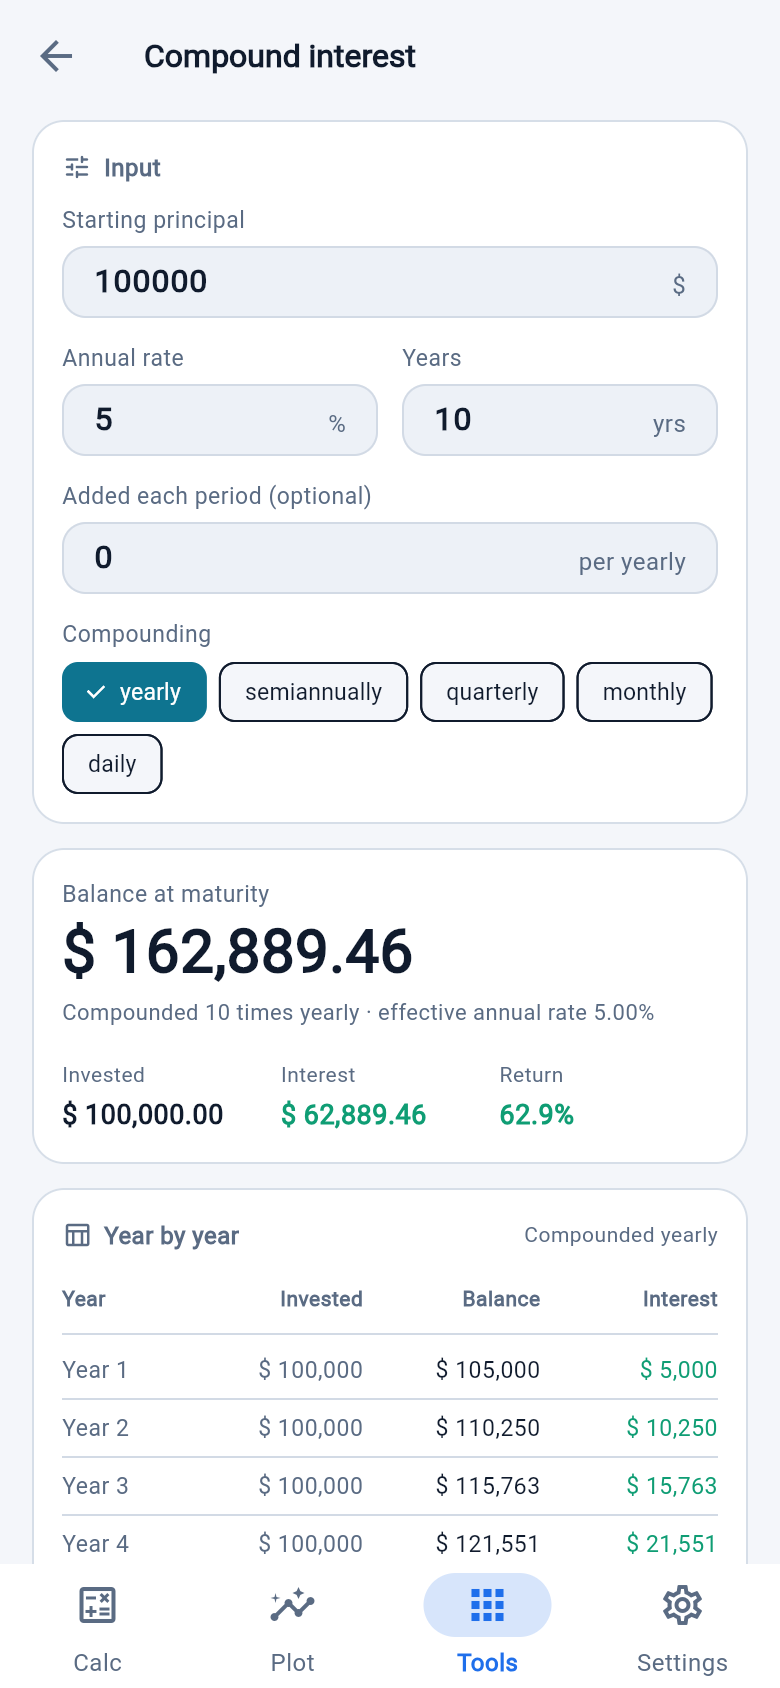 Compound interest
Input
Starting principal
100000 $
Annual rate Years
5 % 10 yrs
Added each period (optional)
0 per yearly
Compounding
yearly semiannually quarterly monthly
daily
Balance at maturity
$ 162,889.46
Compounded 10 times yearly · effective annual rate 5.00%
Invested Interest Return
$ 100,000.00 $ 62,889.46 62.9%
Year by year Compounded yearly
Year Invested Balance Interest
Year 1 $ 100,000 $ 105,000 $ 5,000
Year 2 $ 100,000 $ 110,250 $ 10,250
Year 3 $ 100,000 $ 115,763 $ 15,763
Year 4 $ 100,000 $ 121,551 $ 21,551
Calc Plot Tools Settings